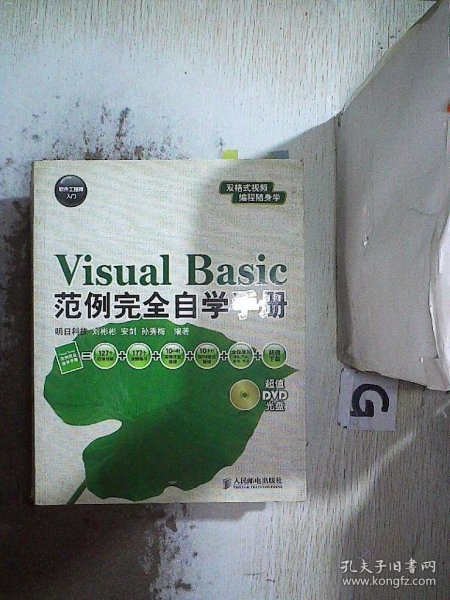 软件工程师
入门
双格式视频
编程随身学
Visual Basic
范例完全自学手册
明日科技 刘彬彬 安剑 孙秀梅 编著
超值
DVD
光盘
人民邮电出版社
POSTS & TELECOM PRESS
G
孔夫子旧书网
www.kongfz.com